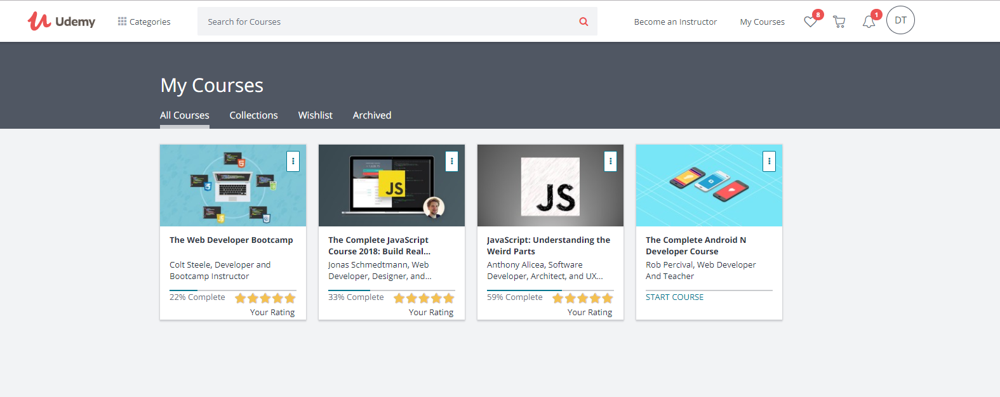 Udemy
Categories
Search for Courses
Become an Instructor
My Courses
8
1
DT
My Courses
All Courses
Collections
Wishlist
Archived
5
3
JS
The Web Developer Bootcamp
Colt Steele, Developer and
Bootcamp Instructor
22% Complete
Your Rating
JS
The Complete JavaScript
Course 2018: Build Real...
Jonas Schmedtmann, Web
Developer, Designer, and...
33% Complete
Your Rating
JS
JavaScript: Understanding the
Weird Parts
Anthony Alicea, Software
Developer, Architect, and UX...
59% Complete
Your Rating
The Complete Android N
Developer Course
Rob Percival, Web Developer
And Teacher
START COURSE